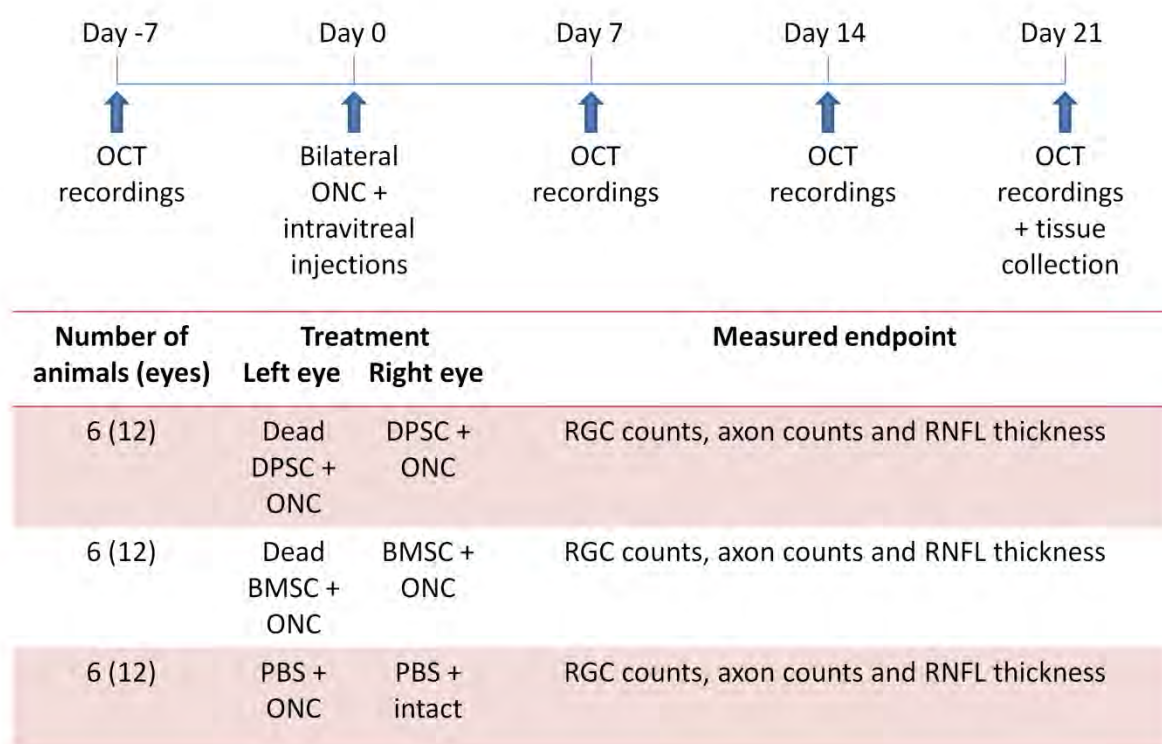 Day -7 Day 0 Day 7 Day 14 Day 21
OCT recordings
Bilateral ONC + intravitreal injections
OCT recordings
OCT recordings
OCT recordings + tissue collection
Number of animals (eyes) Treatment Measured endpoint
Left eye Right eye
6 (12) Dead DPSC + ONC DPSC + ONC RGC counts, axon counts and RNFL thickness
6 (12) Dead BMSC + ONC BMSC + ONC RGC counts, axon counts and RNFL thickness
6 (12) PBS + ONC PBS + intact RGC counts, axon counts and RNFL thickness